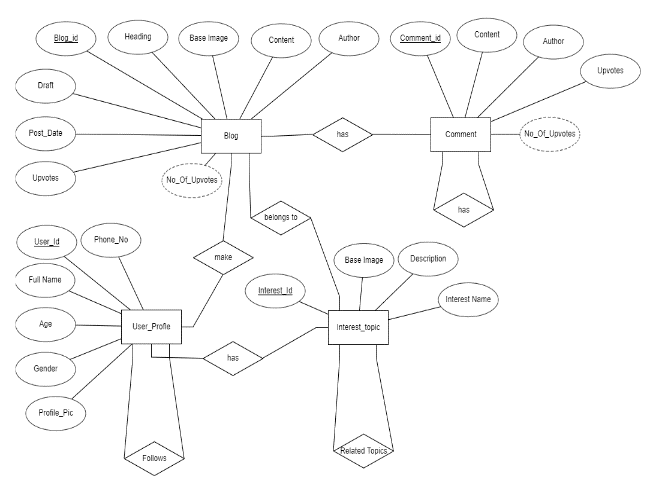 Blog_id
Heading
Base Image
Content
Author
Comment_id
Content
Author
Upvotes
Draft
Post_Date
Upvotes
Blog
has
Comment
No_Of_Upvotes
No_Of_Upvotes
has
belongs to
make
User_Id
Phone_No
Full Name
Age
Gender
Profile_Pic
User_Profie
has
Follows
Interest_Id
Base Image
Description
Interest Name
Interest_topic
Related Topics